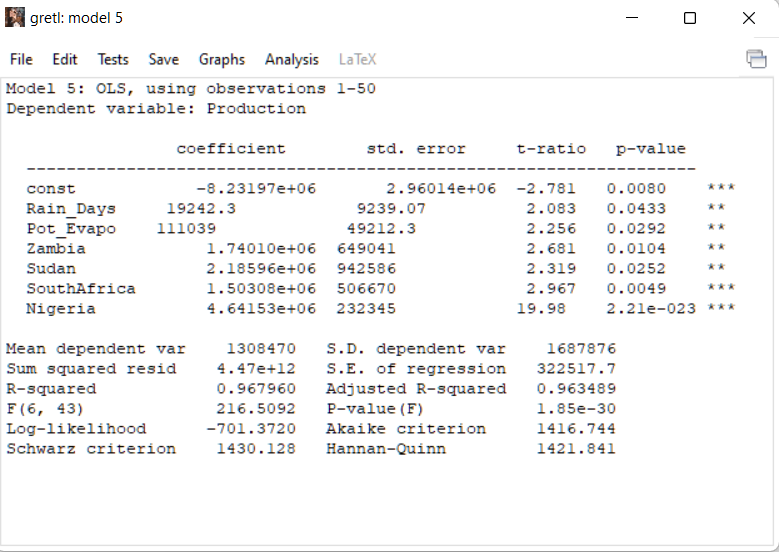 gretl: model 5
File Edit Tests Save Graphs Analysis LaTeX
Model 5: OLS, using observations 1-50
Dependent variable: Production
coefficient std. error t-ratio p-value
---------------------------------------------------------------------
const -8.23197e+06 2.96014e+06 -2.781 0.0080 ***
Rain_Days 19242.3 9239.07 2.083 0.0433 **
Pot_Evapo 111039 49212.3 2.256 0.0292 **
Zambia 1.74010e+06 649041 2.681 0.0104 **
Sudan 2.18596e+06 942586 2.319 0.0252 **
SouthAfrica 1.50308e+06 506670 2.967 0.0049 ***
Nigeria 4.64153e+06 232345 19.98 2.21e-023 ***
Mean dependent var 1308470 S.D. dependent var 1687876
Sum squared resid 4.47e+12 S.E. of regression 322517.7
R-squared 0.967960 Adjusted R-squared 0.963489
F(6, 43) 216.5092 P-value(F) 1.85e-30
Log-likelihood -701.3720 Akaike criterion 1416.744
Schwarz criterion 1430.128 Hannan-Quinn 1421.841